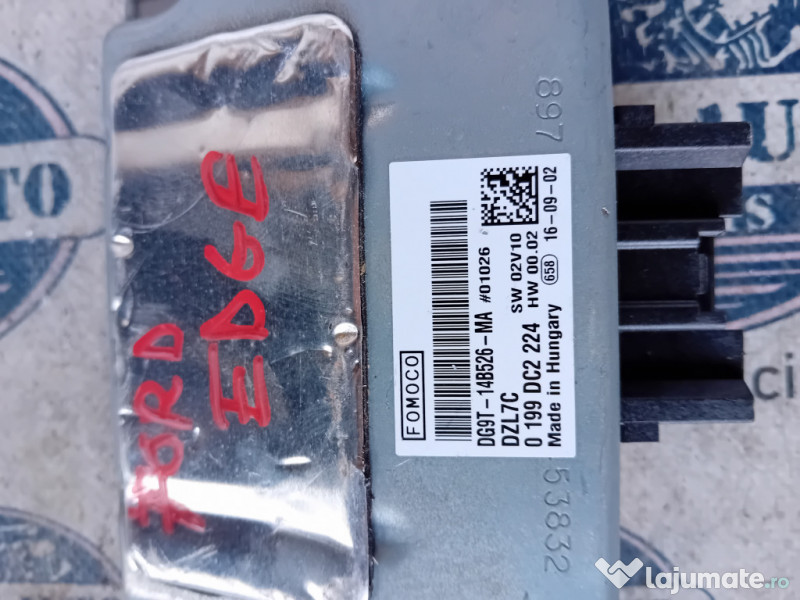 FORD
EDGE
FOMOCO
DG9T-14B526-MA #01026
DZL7C SW 02V10
0 199 DC2 224 HW 00.02
Made in Hungary 658 16-09-02
897
53832
lajumate.ro